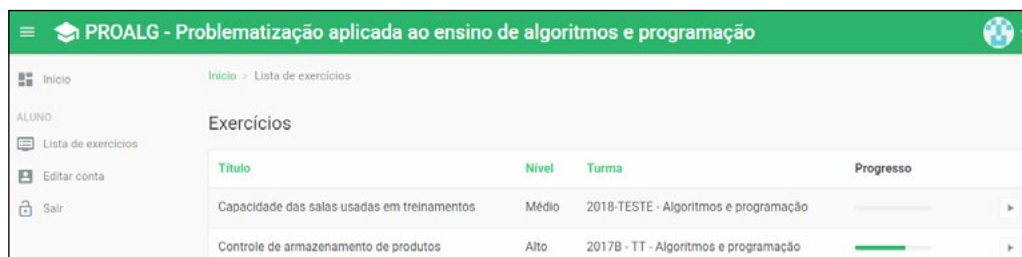 PROALG - Problematização aplicada ao ensino de algoritmos e programação
Início
ALUNO
Lista de exercícios
Editar conta
Sair
Início > Lista de exercícios
Exercícios
Título Nível Turma Progresso
Capacidade das salas usadas em treinamentos Médio 2018-TESTE - Algoritmos e programação
Controle de armazenamento de produtos Alto 2017B - TT - Algoritmos e programação